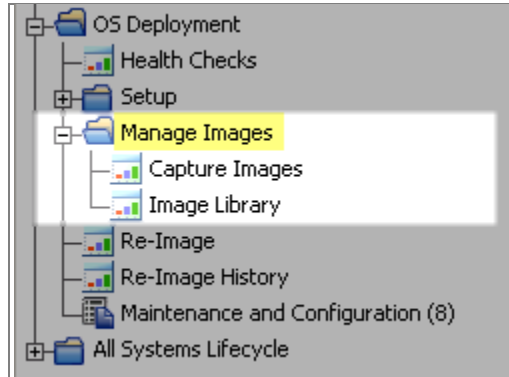 OS Deployment
Health Checks
Setup
Manage Images
Capture Images
Image Library
Re-Image
Re-Image History
Maintenance and Configuration (8)
All Systems Lifecycle